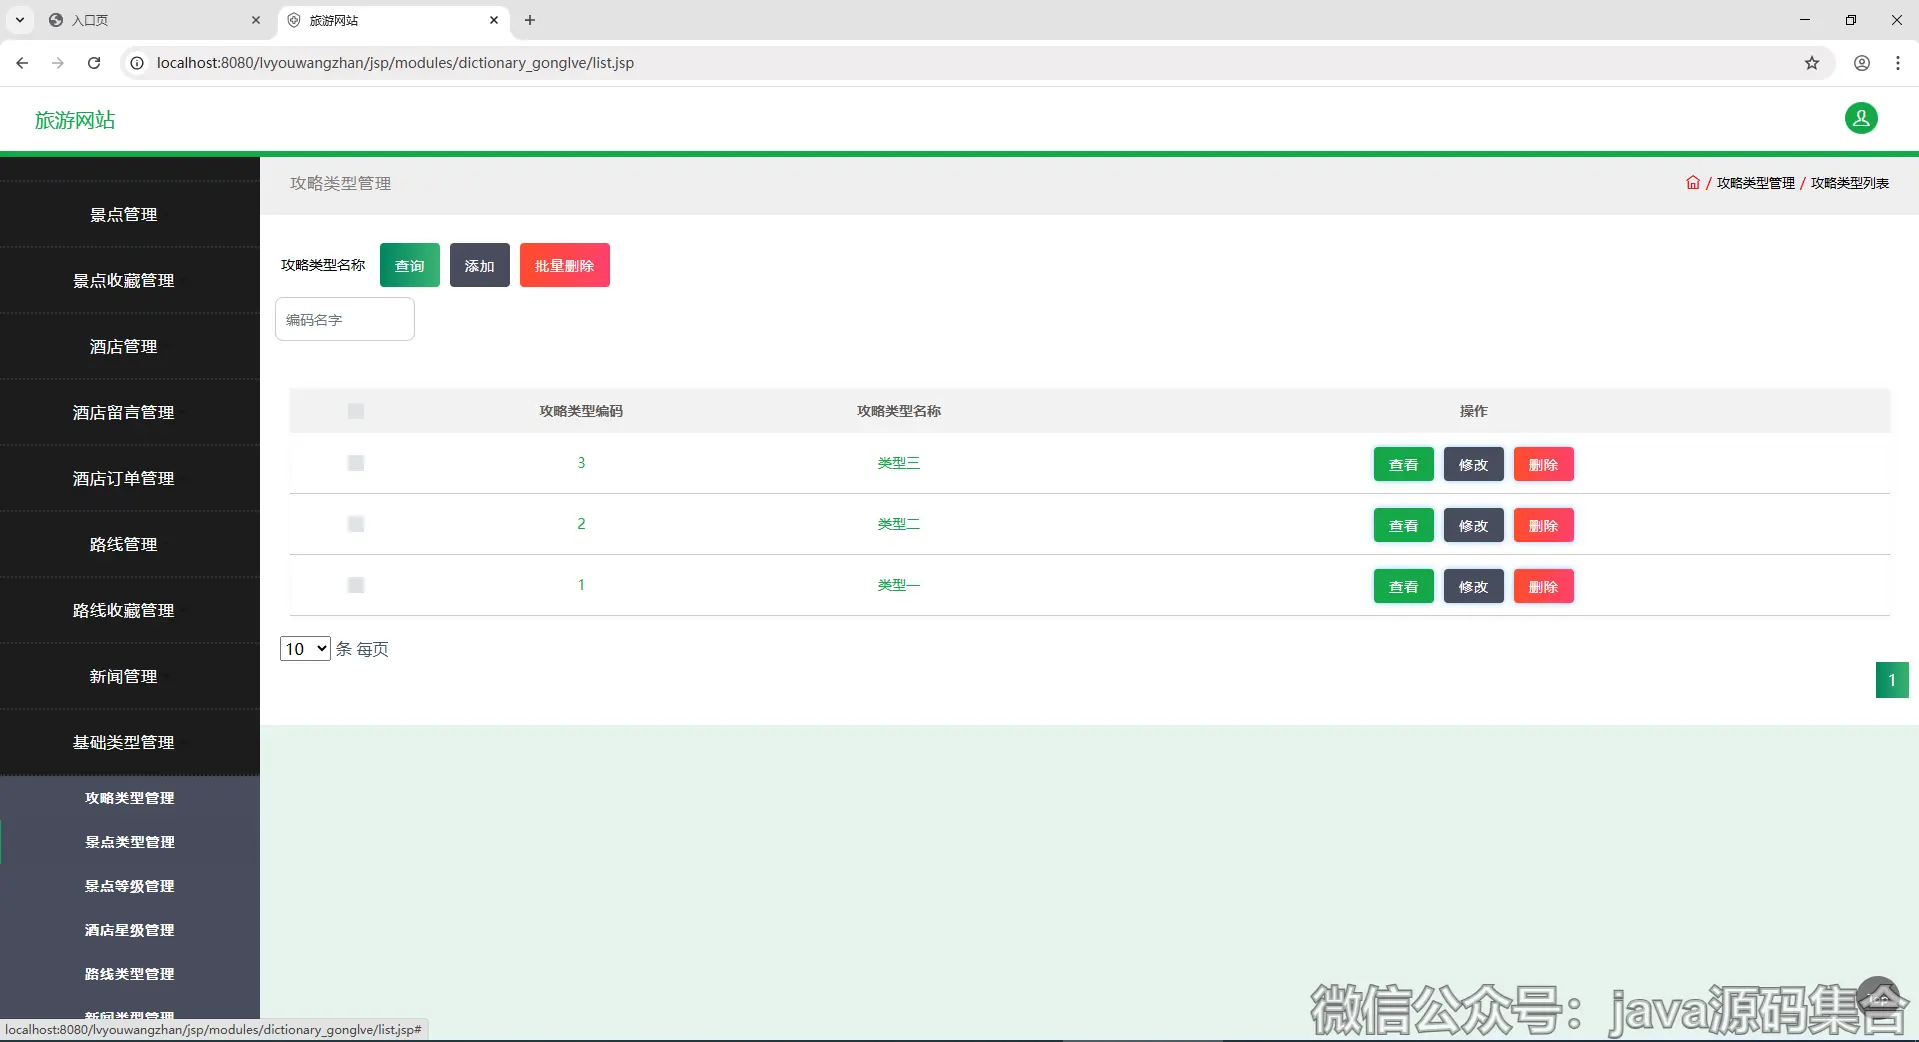 入口页
旅游网站
localhost:8080/lvyouwangzhan/jsp/modules/dictionary_gonglve/list.jsp
旅游网站
攻略类型管理
/ 攻略类型管理 / 攻略类型列表
景点管理
景点收藏管理
酒店管理
酒店留言管理
酒店订单管理
路线管理
路线收藏管理
新闻管理
基础类型管理
攻略类型管理
景点类型管理
景点等级管理
酒店星级管理
路线类型管理
新闻类型管理
攻略类型名称 查询 添加 批量删除
编码名字
攻略类型编码 攻略类型名称 操作
3 类型三 查看 修改 删除
2 类型二 查看 修改 删除
1 类型一 查看 修改 删除
10 条 每页
1
localhost:8080/lvyouwangzhan/jsp/modules/dictionary_gonglve/list.jsp#
微信公众号：java源码集合